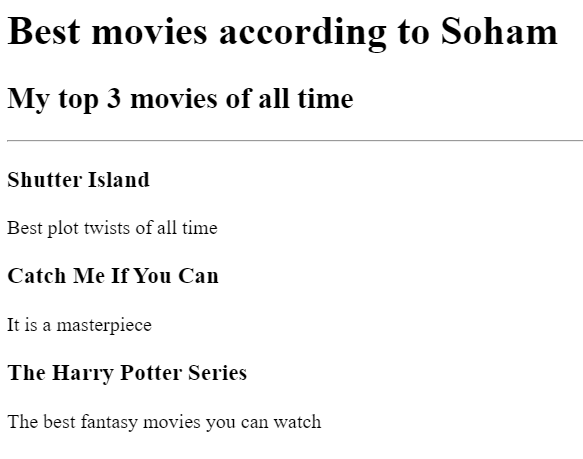 Best movies according to Soham
My top 3 movies of all time
Shutter Island
Best plot twists of all time
Catch Me If You Can
It is a masterpiece
The Harry Potter Series
The best fantasy movies you can watch